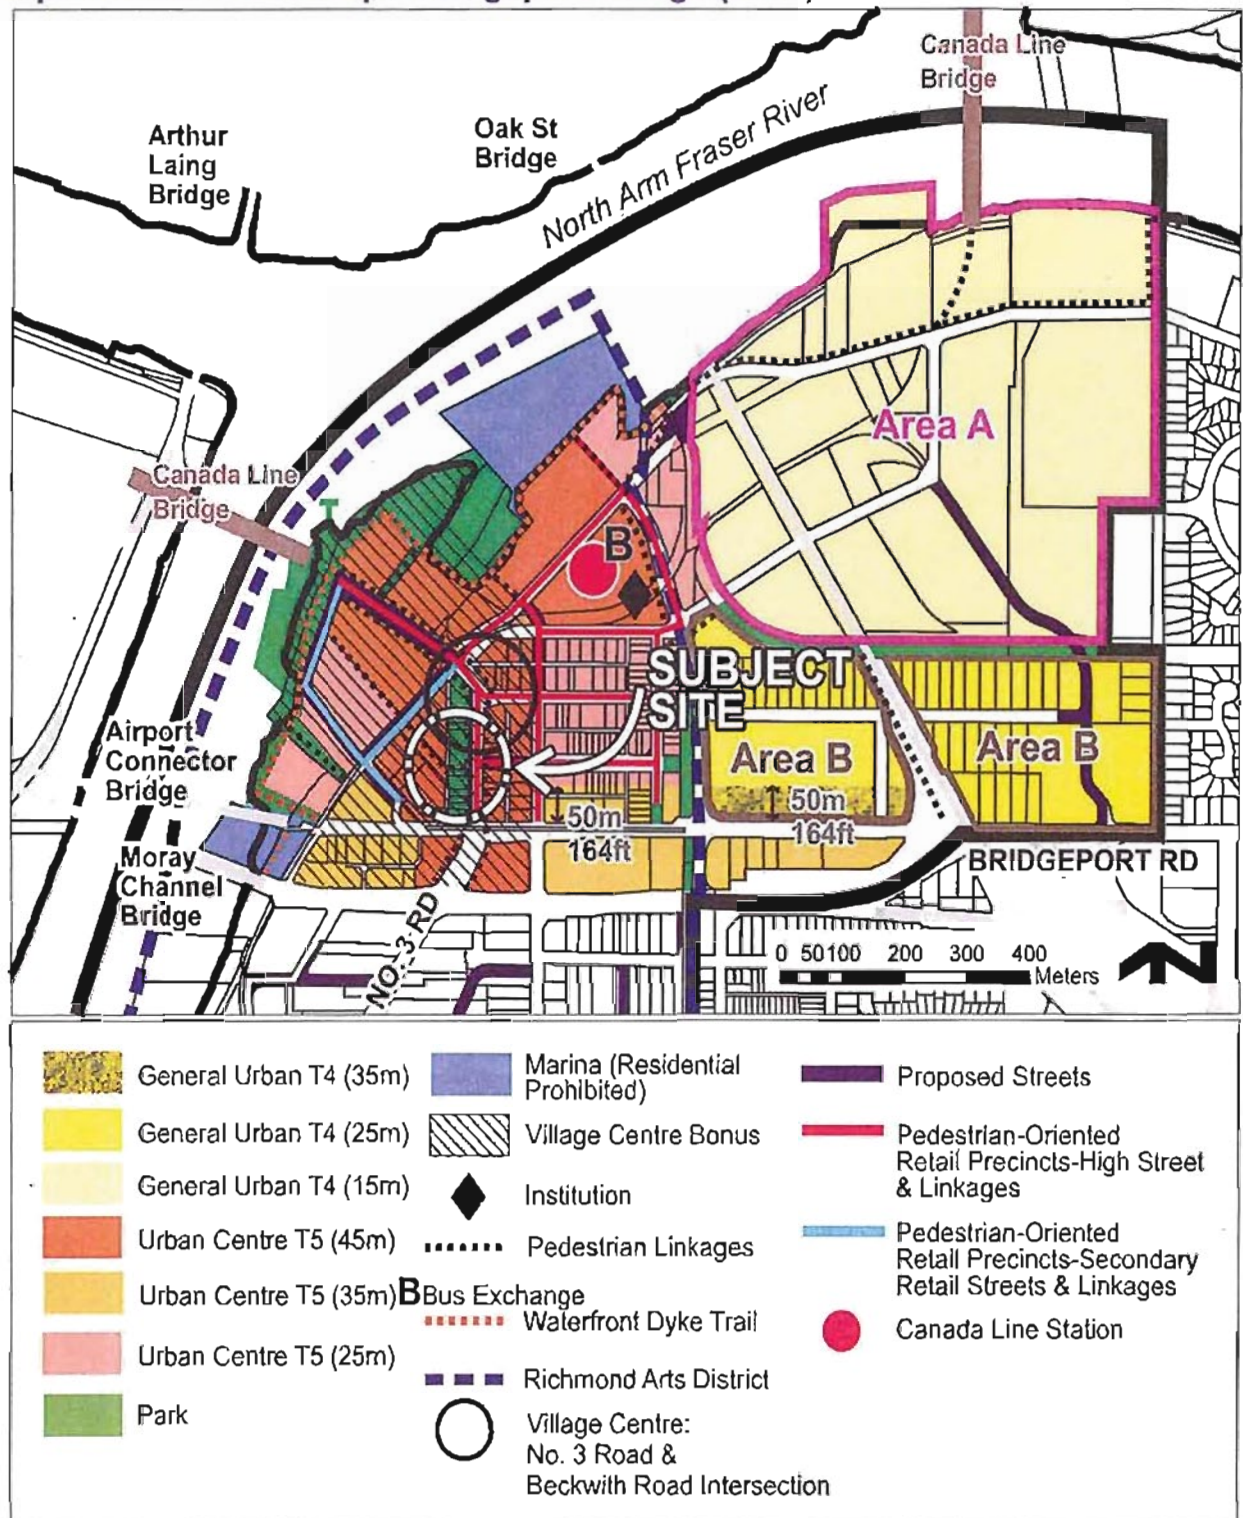 Canada Line
Bridge
Arthur
Laing
Bridge
Oak St
Bridge
North Arm Fraser River
Area A
Canada Line
Bridge
T
B
SUBJECT
SITE
Airport
Connector
Bridge
Area B
Area B
50m
164ft
50m
164ft
Moray
Channel
Bridge
BRIDGEPORT RD
NO. 3 RD
0 50 100 200 300 400
Meters
N
General Urban T4 (35m)
General Urban T4 (25m)
General Urban T4 (15m)
Urban Centre T5 (45m)
Urban Centre T5 (35m)
Urban Centre T5 (25m)
Park
Marina (Residential
Prohibited)
Village Centre Bonus
Institution
Pedestrian Linkages
B Bus Exchange
Waterfront Dyke Trail
Richmond Arts District
Village Centre:
No. 3 Road &
Beckwith Road Intersection
Proposed Streets
Pedestrian-Oriented
Retail Precincts-High Street
& Linkages
Pedestrian-Oriented
Retail Precincts-Secondary
Retail Streets & Linkages
Canada Line Station